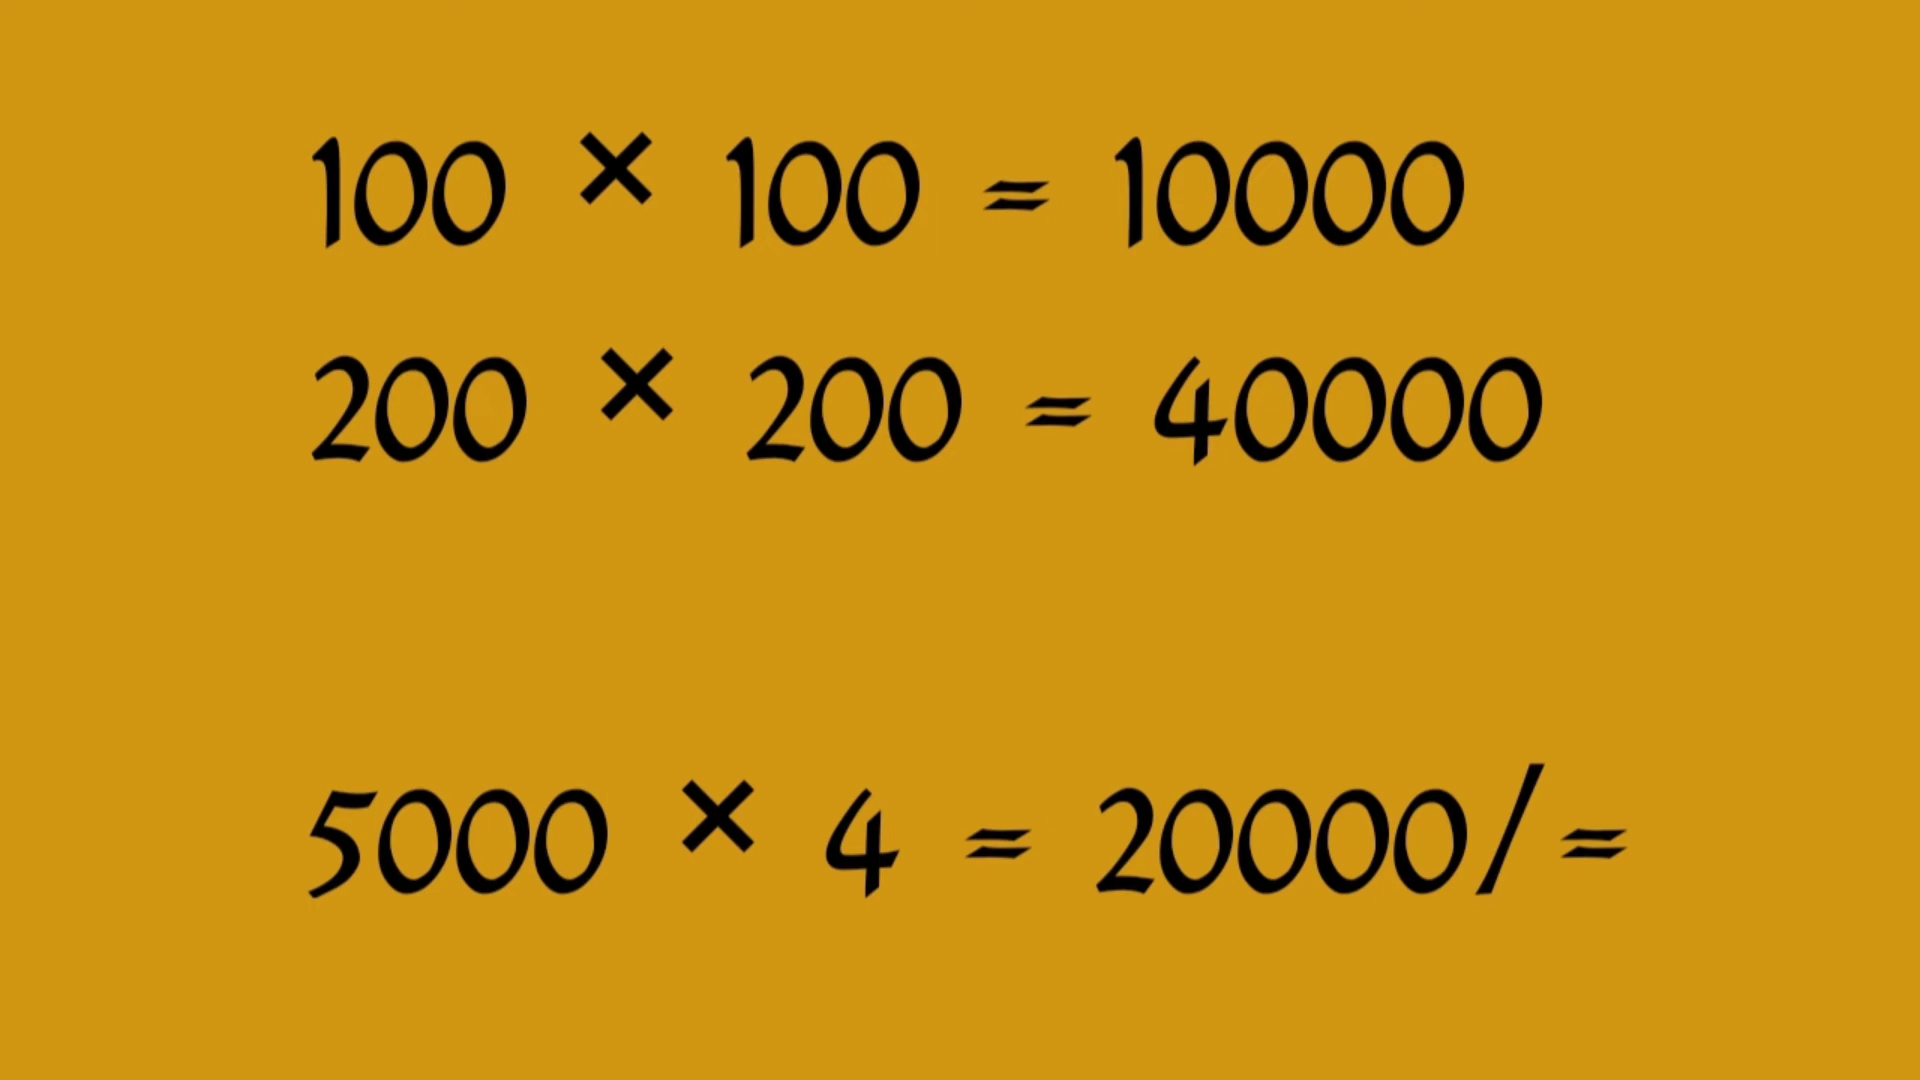 100 × 100 = 10000
200 × 200 = 40000
5000 × 4 = 20000/=